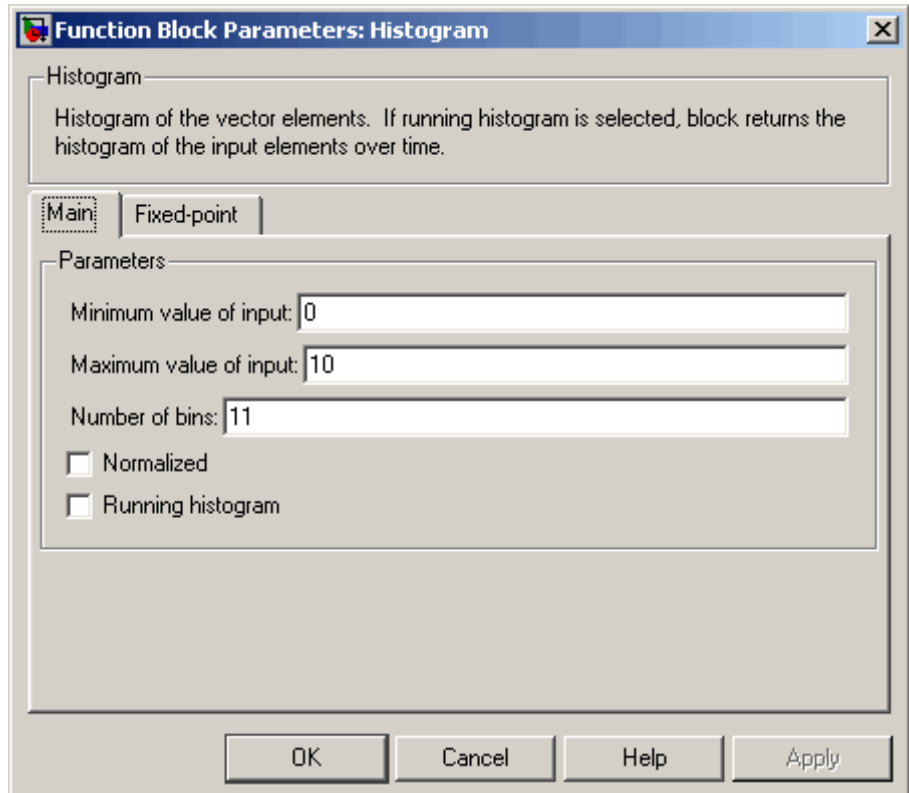 Function Block Parameters: Histogram
Histogram
Histogram of the vector elements.  If running histogram is selected, block returns the
histogram of the input elements over time.
Main Fixed-point
Parameters
Minimum value of input: 0
Maximum value of input: 10
Number of bins: 11
Normalized
Running histogram
OK Cancel Help Apply